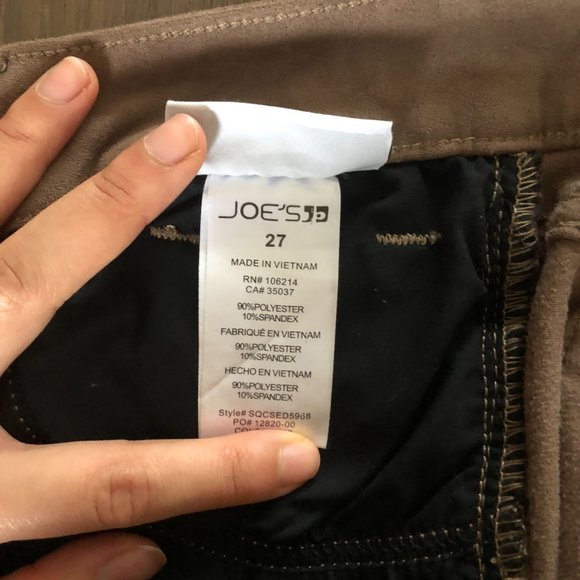 JOE'S
27
MADE IN VIETNAM
RN# 106214
CA# 35037
90%POLYESTER
10%SPANDEX
FABRIQUÉ EN VIETNAM
90%POLYESTER
10%SPANDEX
HECHO EN VIETNAM
90%POLYESTER
10%SPANDEX
Style# SQCSED5968
PO# 12820-00